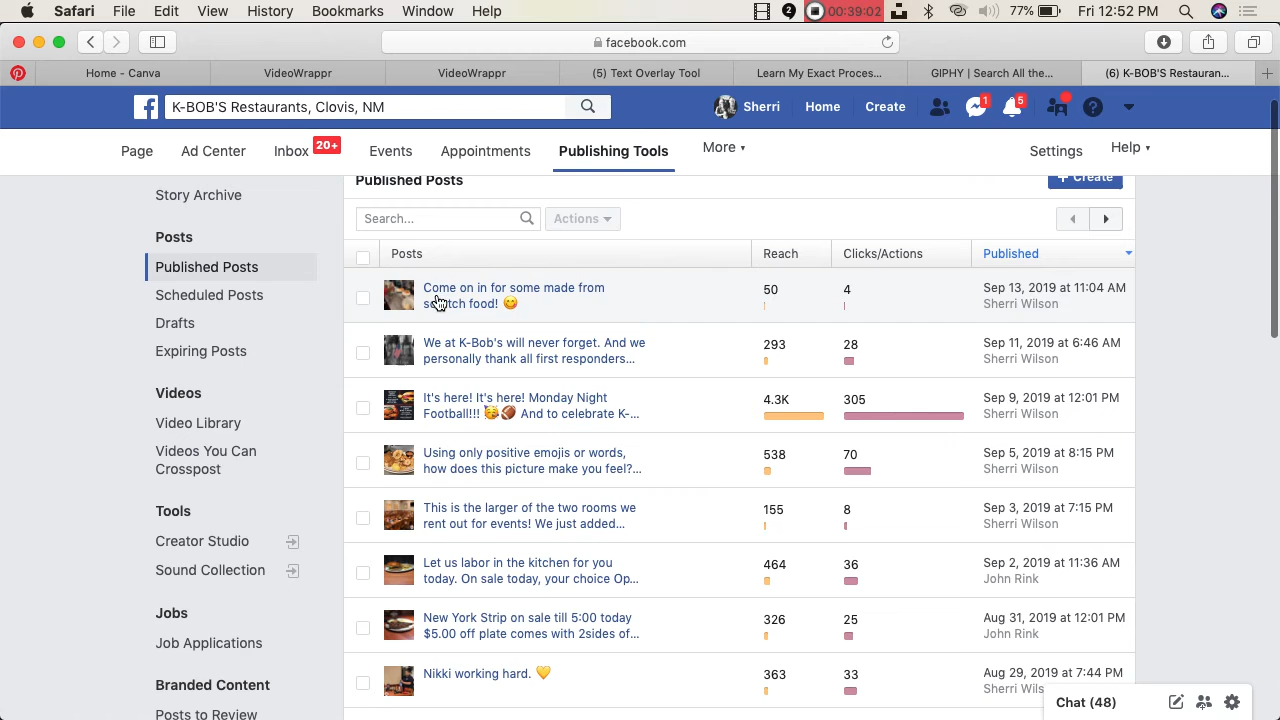 Safari File Edit View History Bookmarks Window Help 2 00:39:02 77% Fri 12:52 PM
facebook.com
Home - Canva VideoWrappr VideoWrappr (5) Text Overlay Tool Learn My Exact Proces... GIPHY | Search All the... (6) K-BOB'S Restauran...
K-BOB'S Restaurants, Clovis, NM Sherri Home Create 1 5
Page Ad Center Inbox 20+ Events Appointments Publishing Tools More Settings Help
Story Archive
Posts
Published Posts
Scheduled Posts
Drafts
Expiring Posts
Videos
Video Library
Videos You Can
Crosspost
Tools
Creator Studio
Sound Collection
Jobs
Job Applications
Branded Content
Posts to Review
Published Posts + Create
Search... Actions
Posts Reach Clicks/Actions Published
Come on in for some made from 50 4 Sep 13, 2019 at 11:04 AM
scratch food! 😋 Sherri Wilson
We at K-Bob's will never forget. And we 293 28 Sep 11, 2019 at 6:46 AM
personally thank all first responders... Sherri Wilson
It's here! It's here! Monday Night 4.3K 305 Sep 9, 2019 at 12:01 PM
Football!!! 🥳🏈 And to celebrate K-... Sherri Wilson
Using only positive emojis or words, 538 70 Sep 5, 2019 at 8:15 PM
how does this picture make you feel?... Sherri Wilson
This is the larger of the two rooms we 155 8 Sep 3, 2019 at 7:15 PM
rent out for events! We just added... Sherri Wilson
Let us labor in the kitchen for you 464 36 Sep 2, 2019 at 11:36 AM
today. On sale today, your choice Op... John Rink
New York Strip on sale till 5:00 today 326 25 Aug 31, 2019 at 12:01 PM
$5.00 off plate comes with 2sides of... John Rink
Nikki working hard. 💛 363 33 Aug 29, 2019 at 7:44 PM
Sherri Wils
Chat (48)